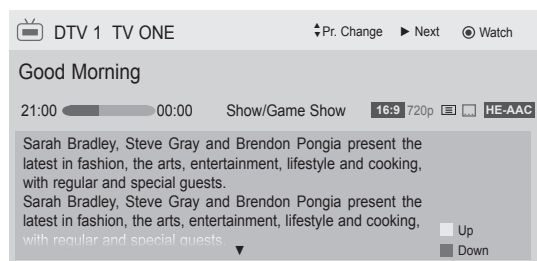 DTV 1 TV ONE Pr. Change Next Watch
Good Morning
21:00 00:00 Show/Game Show 16:9 720p HE-AAC
Sarah Bradley, Steve Gray and Brendon Pongia present the
latest in fashion, the arts, entertainment, lifestyle and cooking,
with regular and special guests.
Sarah Bradley, Steve Gray and Brendon Pongia present the
latest in fashion, the arts, entertainment, lifestyle and cooking,
with regular and special guests.
Up
Down